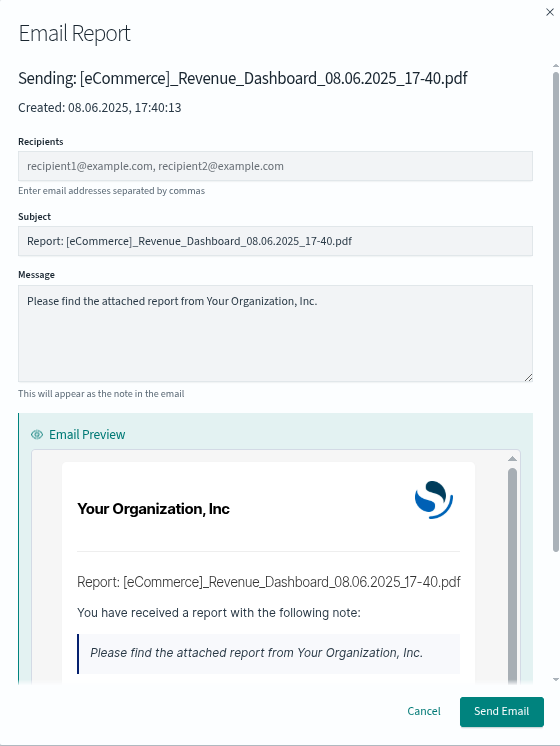 Email Report
Sending: [eCommerce]_Revenue_Dashboard_08.06.2025_17-40.pdf
Created: 08.06.2025, 17:40:13
Recipients
recipient1@example.com, recipient2@example.com
Enter email addresses separated by commas
Subject
Report: [eCommerce]_Revenue_Dashboard_08.06.2025_17-40.pdf
Message
Please find the attached report from Your Organization, Inc.
This will appear as the note in the email
Email Preview
Your Organization, Inc
Report: [eCommerce]_Revenue_Dashboard_08.06.2025_17-40.pdf
You have received a report with the following note:
Please find the attached report from Your Organization, Inc.
Cancel
Send Email